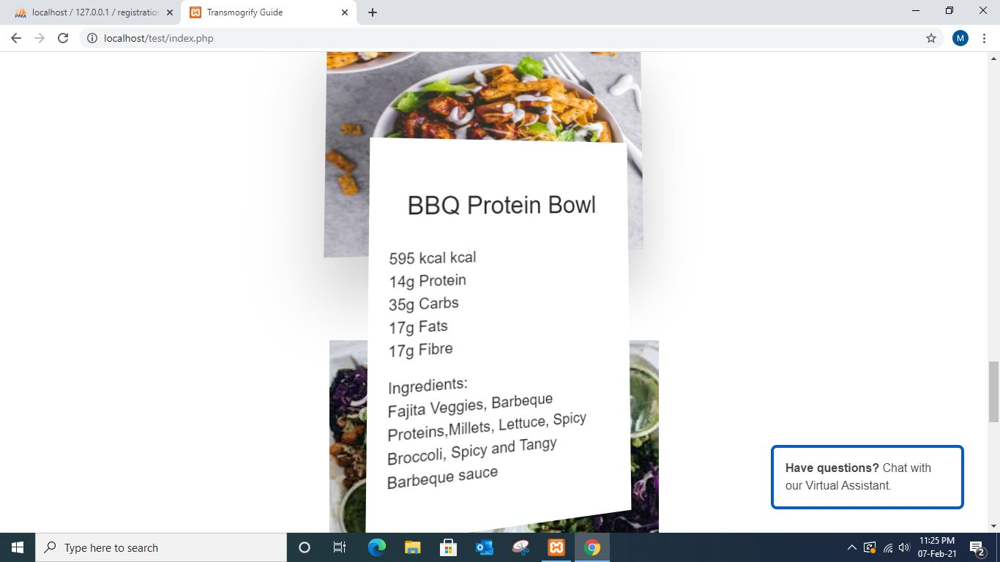 PMA
localhost / 127.0.0.1 / registration
Transmogrify Guide
localhost/test/index.php
M
BBQ Protein Bowl
595 kcal kcal
14g Protein
35g Carbs
17g Fats
17g Fibre
Ingredients:
Fajita Veggies, Barbeque
Proteins,Millets, Lettuce, Spicy
Broccoli, Spicy and Tangy
Barbeque sauce
Have questions? Chat with
our Virtual Assistant.
Type here to search
11:25 PM
07-Feb-21
2